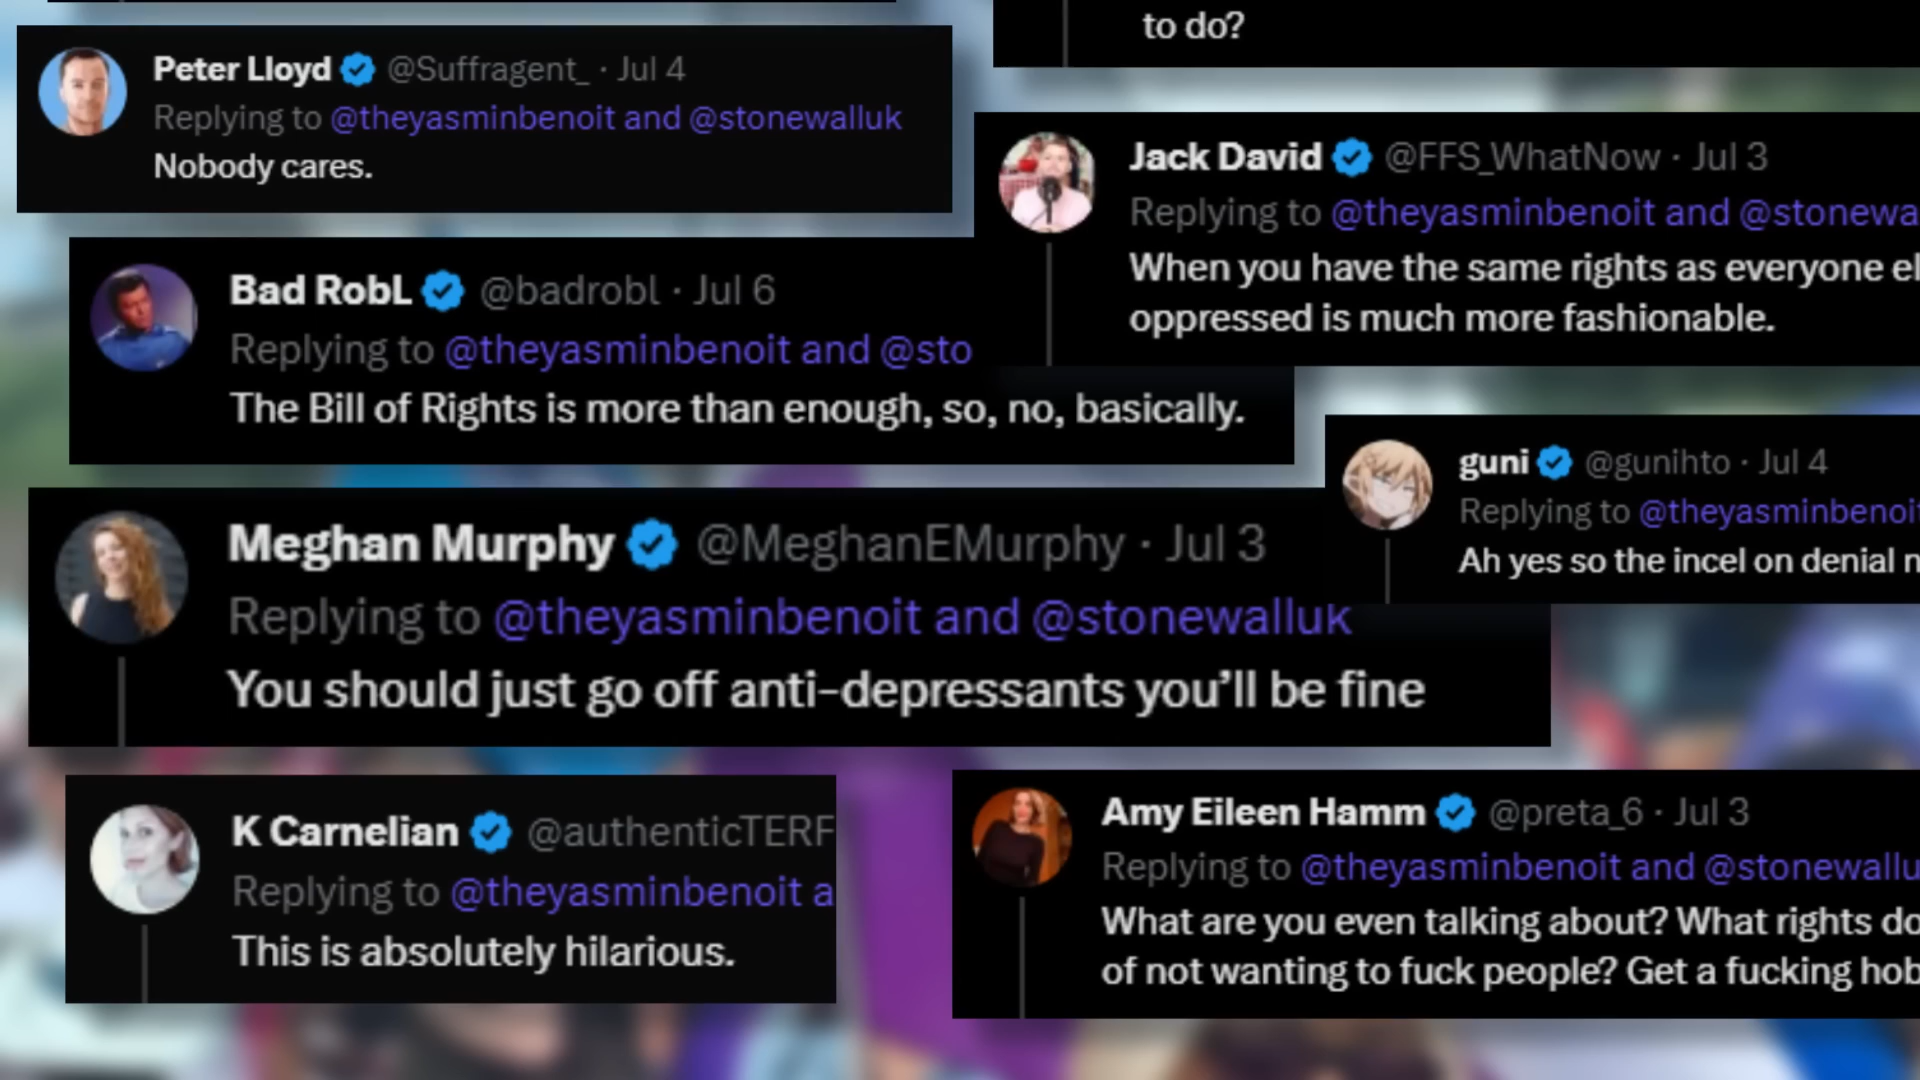 Peter Lloyd @Suffragent_ · Jul 4
Replying to @theyasminbenoit and @stonewalluk
Nobody cares.
to do?
Jack David @FFS_WhatNow · Jul 3
Replying to @theyasminbenoit and @stonewa
When you have the same rights as everyone el
oppressed is much more fashionable.
Bad RobL @badrobl · Jul 6
Replying to @theyasminbenoit and @sto
The Bill of Rights is more than enough, so, no, basically.
guni @gunihto · Jul 4
Replying to @theyasminbenoit
Ah yes so the incel on denial n
Meghan Murphy @MeghanEMurphy · Jul 3
Replying to @theyasminbenoit and @stonewalluk
You should just go off anti-depressants you’ll be fine
K Carnelian @authenticTERF
Replying to @theyasminbenoit a
This is absolutely hilarious.
Amy Eileen Hamm @preta_6 · Jul 3
Replying to @theyasminbenoit and @stonewallu
What are you even talking about? What rights do
of not wanting to fuck people? Get a fucking hob